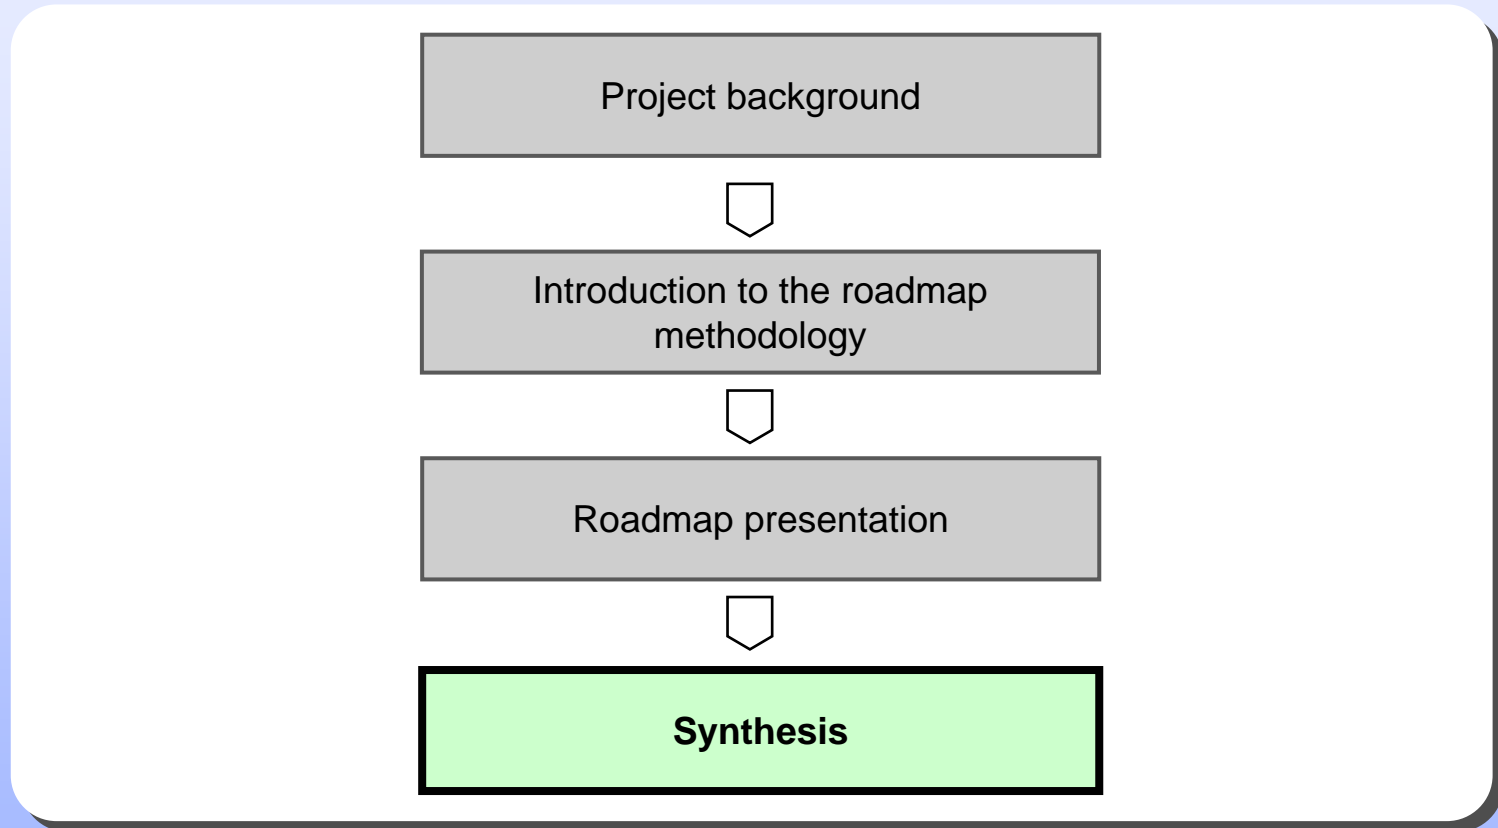 Project background
Introduction to the roadmap
methodology
Roadmap presentation
Synthesis